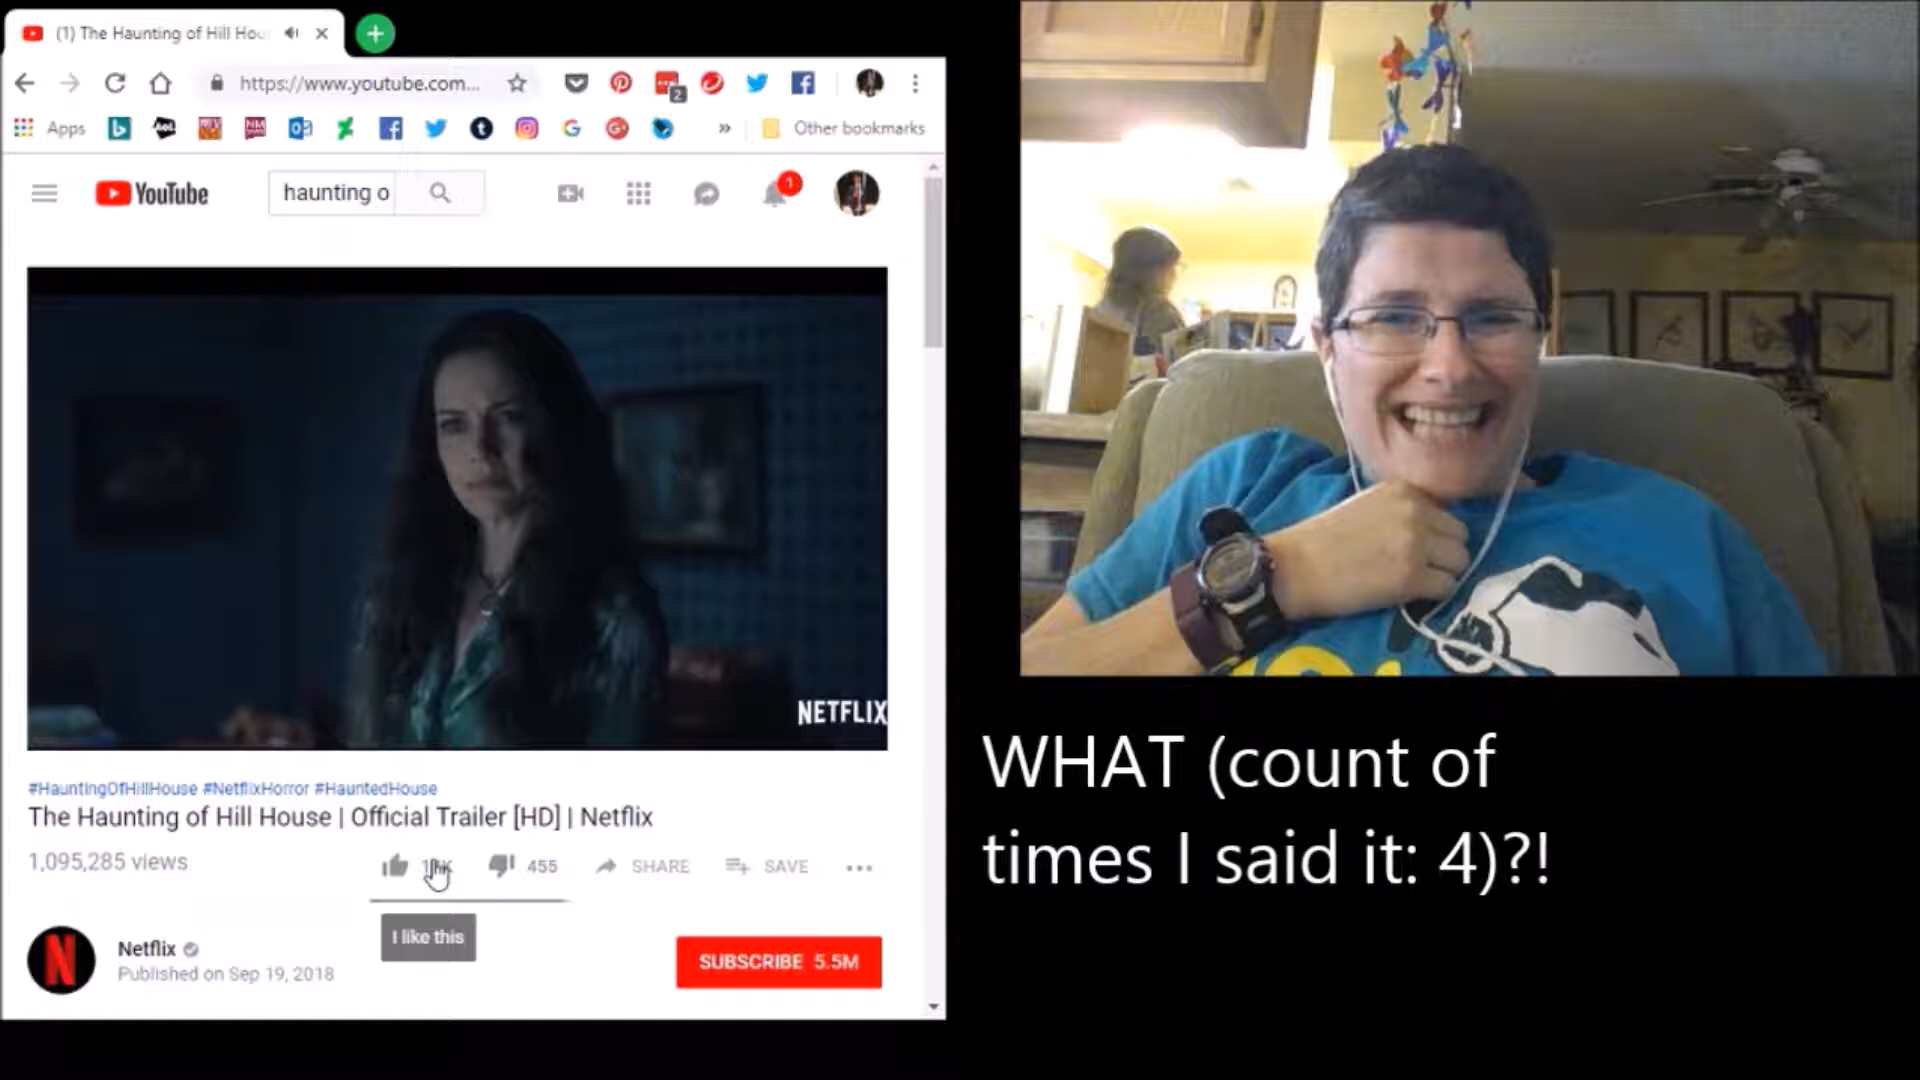 (1) The Haunting of Hill Hou
https://www.youtube.com...
2
Apps
Other bookmarks
YouTube
haunting o
1
NETFLIX
#HauntingOfHillHouse #NetflixHorror #HauntedHouse
The Haunting of Hill House | Official Trailer [HD] | Netflix
1,095,285 views
455
SHARE
SAVE
I like this
Netflix
Published on Sep 19, 2018
SUBSCRIBE 5.5M
WHAT (count of
times I said it: 4)?!